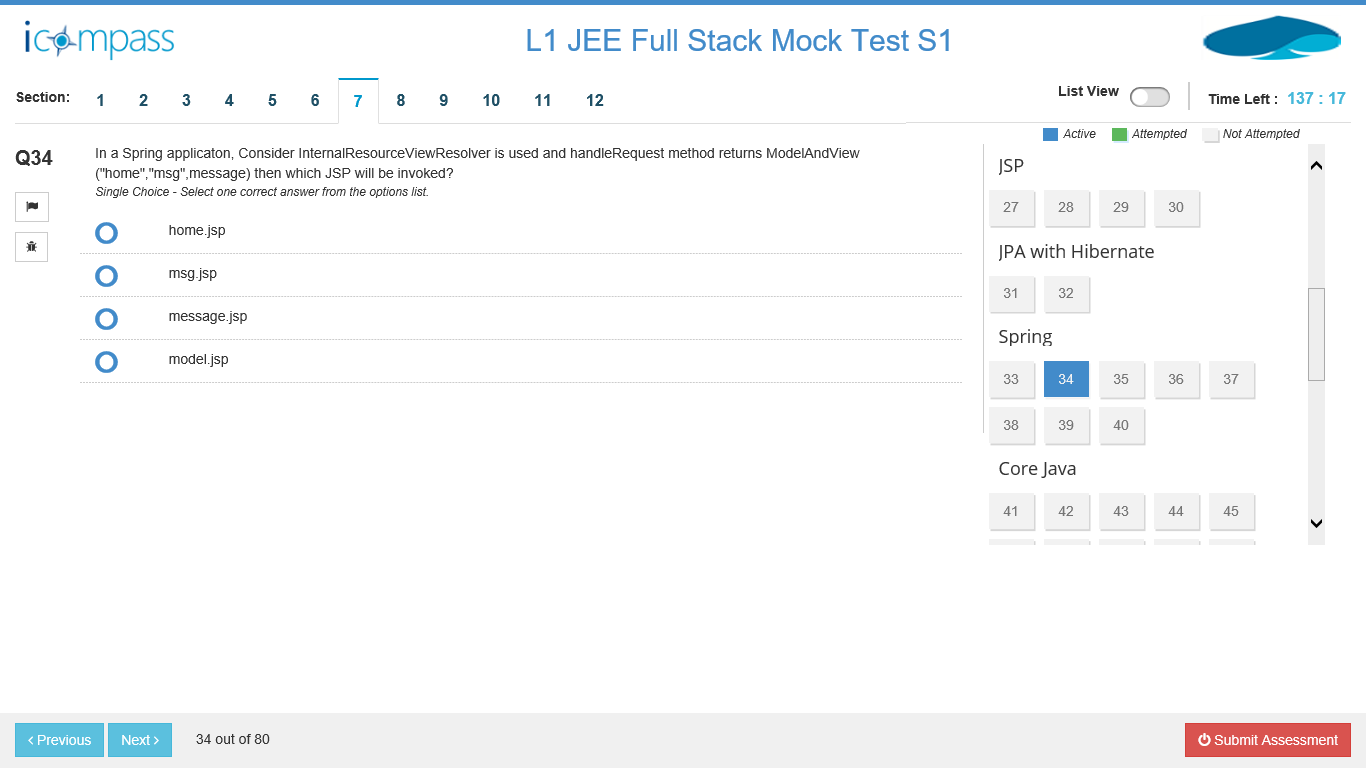 icompass
L1 JEE Full Stack Mock Test S1
Section: 1 2 3 4 5 6 7 8 9 10 11 12
List View
Time Left : 137 : 17
Active Attempted Not Attempted
Q34
In a Spring applicaton, Consider InternalResourceViewResolver is used and handleRequest method returns ModelAndView
("home","msg",message) then which JSP will be invoked?
Single Choice - Select one correct answer from the options list.
home.jsp
msg.jsp
message.jsp
model.jsp
JSP
27 28 29 30
JPA with Hibernate
31 32
Spring
33 34 35 36 37
38 39 40
Core Java
41 42 43 44 45
Previous Next 34 out of 80
Submit Assessment